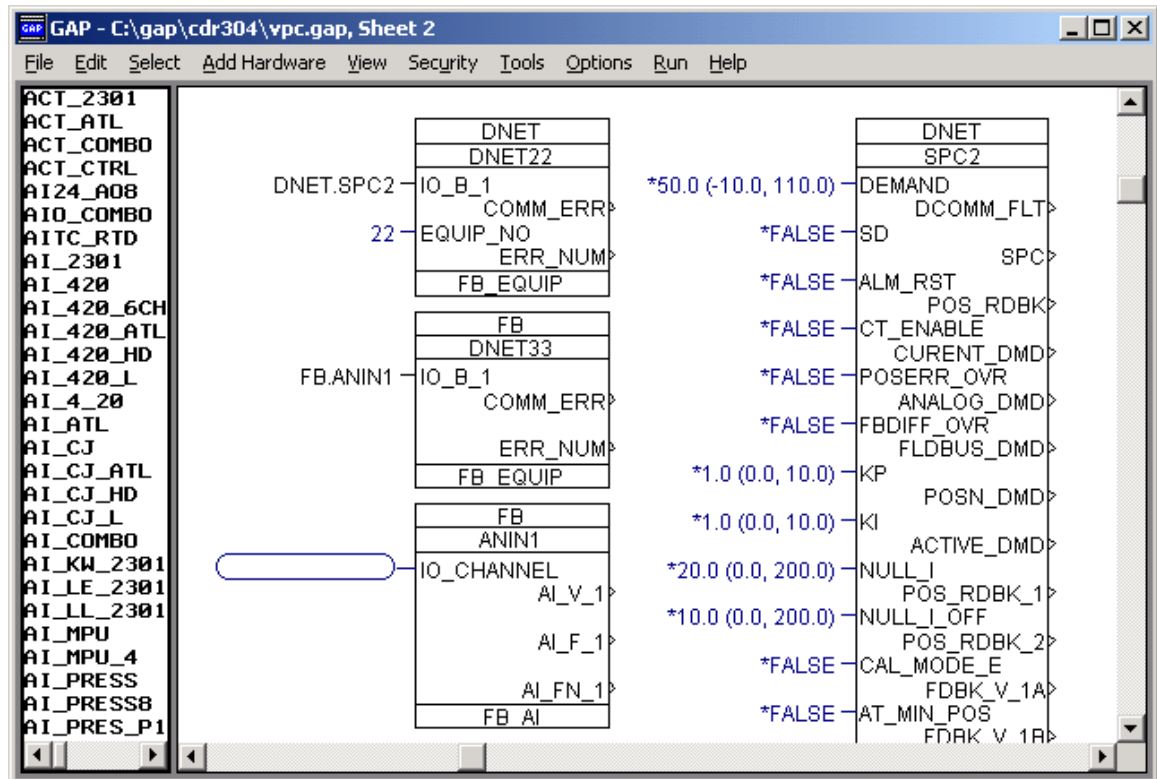 GAP - C:\gap\cdr304\vpc.gap, Sheet 2
File Edit Select Add Hardware View Security Tools Options Run Help
ACT_2301
ACT_ATL
ACT_COMBO
ACT_CTRL
AI24_AO8
AIO_COMBO
AITC_RTD
AI_2301
AI_420
AI_420_6CH
AI_420_ATL
AI_420_HD
AI_420_L
AI_4_20
AI_ATL
AI_CJ
AI_CJ_ATL
AI_CJ_HD
AI_CJ_L
AI_COMBO
AI_KW_2301
AI_LE_2301
AI_LL_2301
AI_MPU
AI_MPU_4
AI_PRESS
AI_PRESS8
AI_PRES_P1
DNET
DNET22
DNET.SPC2 IO_B_1
COMM_ERR
22 EQUIP_NO
ERR_NUM
FB_EQUIP
FB
DNET33
FB.ANIN1 IO_B_1
COMM_ERR
ERR_NUM
FB_EQUIP
FB
ANIN1
IO_CHANNEL
AI_V_1
AI_F_1
AI_FN_1
FB_AI
DNET
SPC2
*50.0 (-10.0, 110.0) DEMAND
DCOMM_FLT
*FALSE SD
SPC
*FALSE ALM_RST
POS_RDBK
*FALSE CT_ENABLE
CURENT_DMD
*FALSE POSERR_OVR
ANALOG_DMD
*FALSE FBDIFF_OVR
FLDBUS_DMD
*1.0 (0.0, 10.0) KP
POSN_DMD
*1.0 (0.0, 10.0) KI
ACTIVE_DMD
*20.0 (0.0, 200.0) NULL_I
POS_RDBK_1
*10.0 (0.0, 200.0) NULL_I_OFF
POS_RDBK_2
*FALSE CAL_MODE_E
FDBK_V_1A
*FALSE AT_MIN_POS
FDBK_V_1B